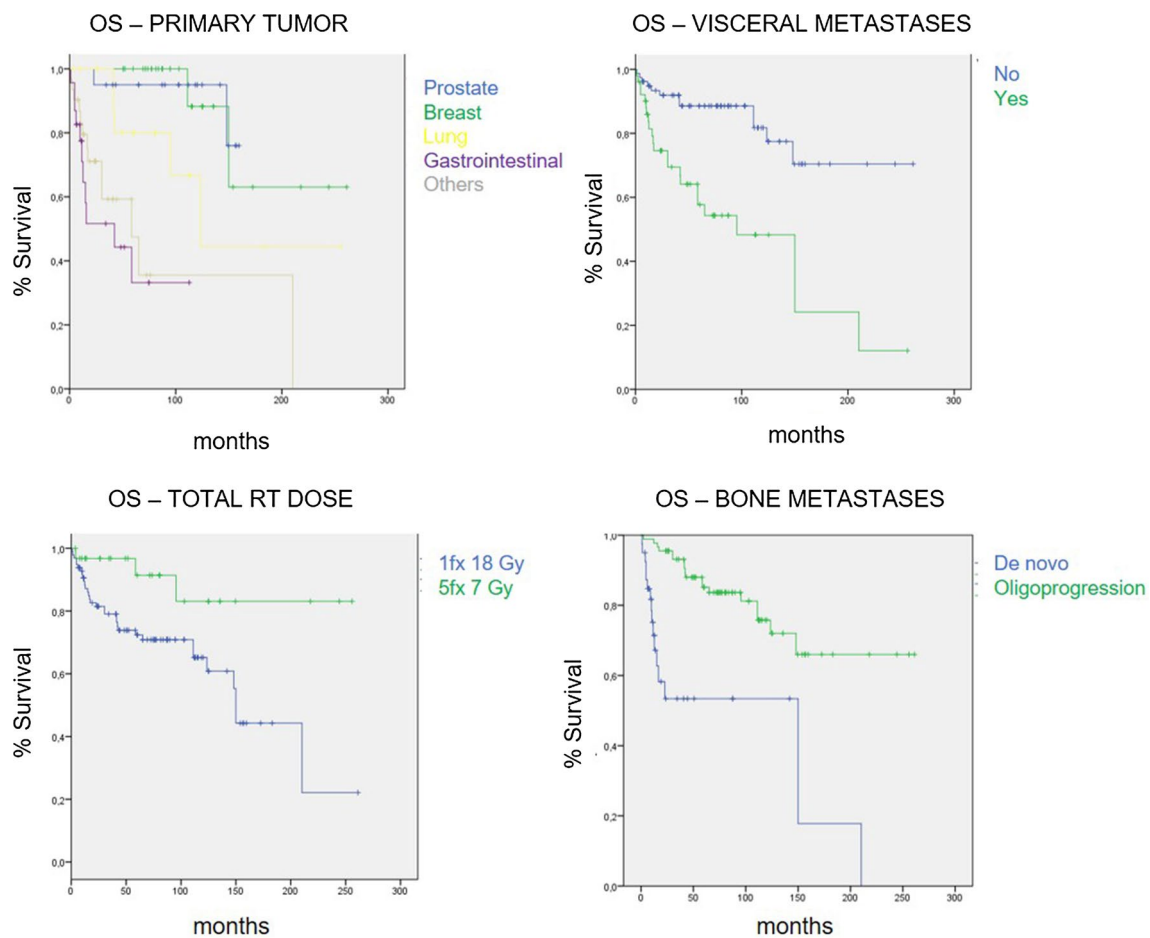 OS – PRIMARY TUMOR
% Survival
1,0
0,8
0,6
0,4
0,2
0,0
0 100 200 300
months
Prostate
Breast
Lung
Gastrointestinal
Others
OS – VISCERAL METASTASES
% Survival
1,0
0,8
0,6
0,4
0,2
0,0
0 100 200 300
months
No
Yes
OS – TOTAL RT DOSE
% Survival
1,0
0,8
0,6
0,4
0,2
0,0
0 50 100 150 200 250 300
months
1fx 18 Gy
5fx 7 Gy
OS – BONE METASTASES
% Survival
1,0
0,8
0,6
0,4
0,2
0,0
0 50 100 150 200 250 300
months
De novo
Oligoprogression